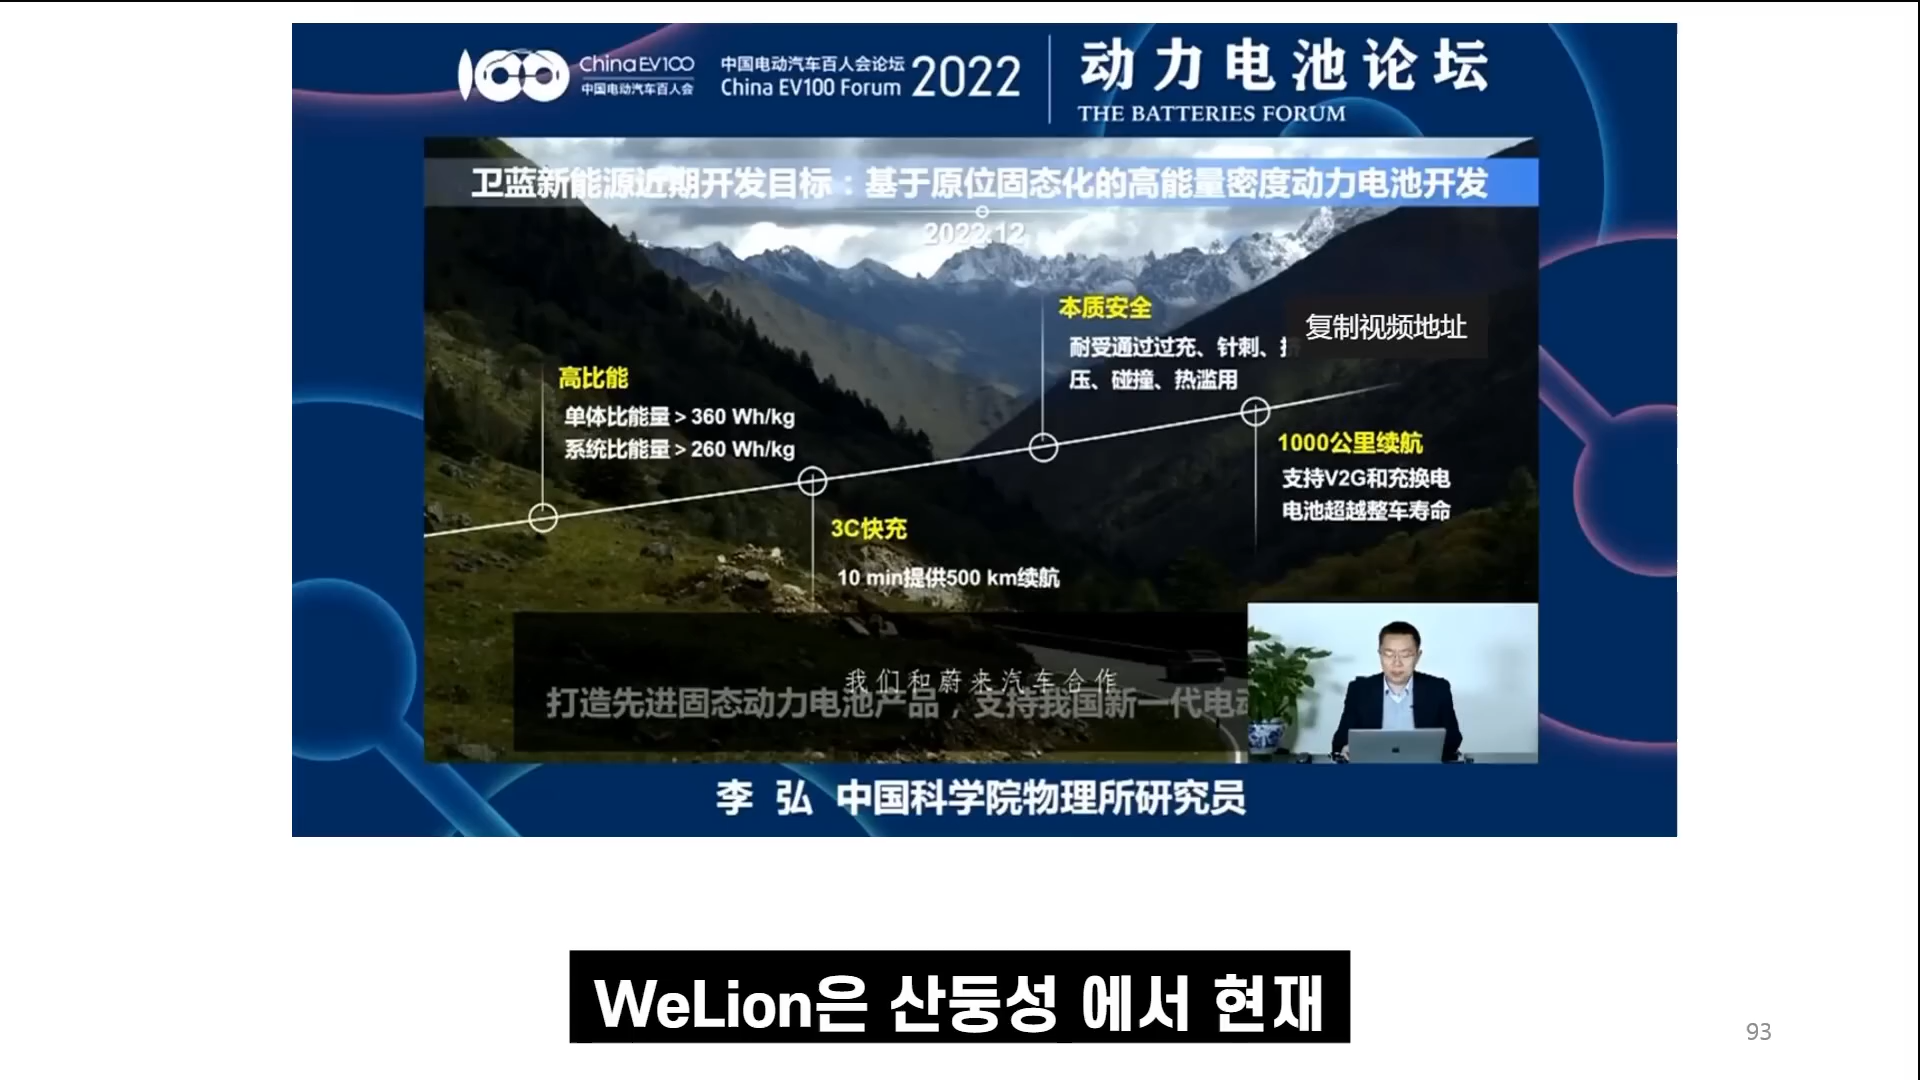 China EV100
中国电动汽车百人会
中国电动汽车百人会论坛
China EV100 Forum
2022
动力电池论坛
THE BATTERIES FORUM
卫蓝新能源近期开发目标：基于原位固态化的高能量密度动力电池开发
2022.12
高比能
单体比能量＞360 Wh/kg
系统比能量＞260 Wh/kg
3C快充
10 min提供500 km续航
本质安全
耐受通过过充、针刺、挤
压、碰撞、热滥用
复制视频地址
1000公里续航
支持V2G和充换电
电池超越整车寿命
我们和蔚来汽车合作
打造先进固态动力电池产品，支持我国新一代电动
李 弘 中国科学院物理所研究员
WeLion은 산둥성 에서 현재
93